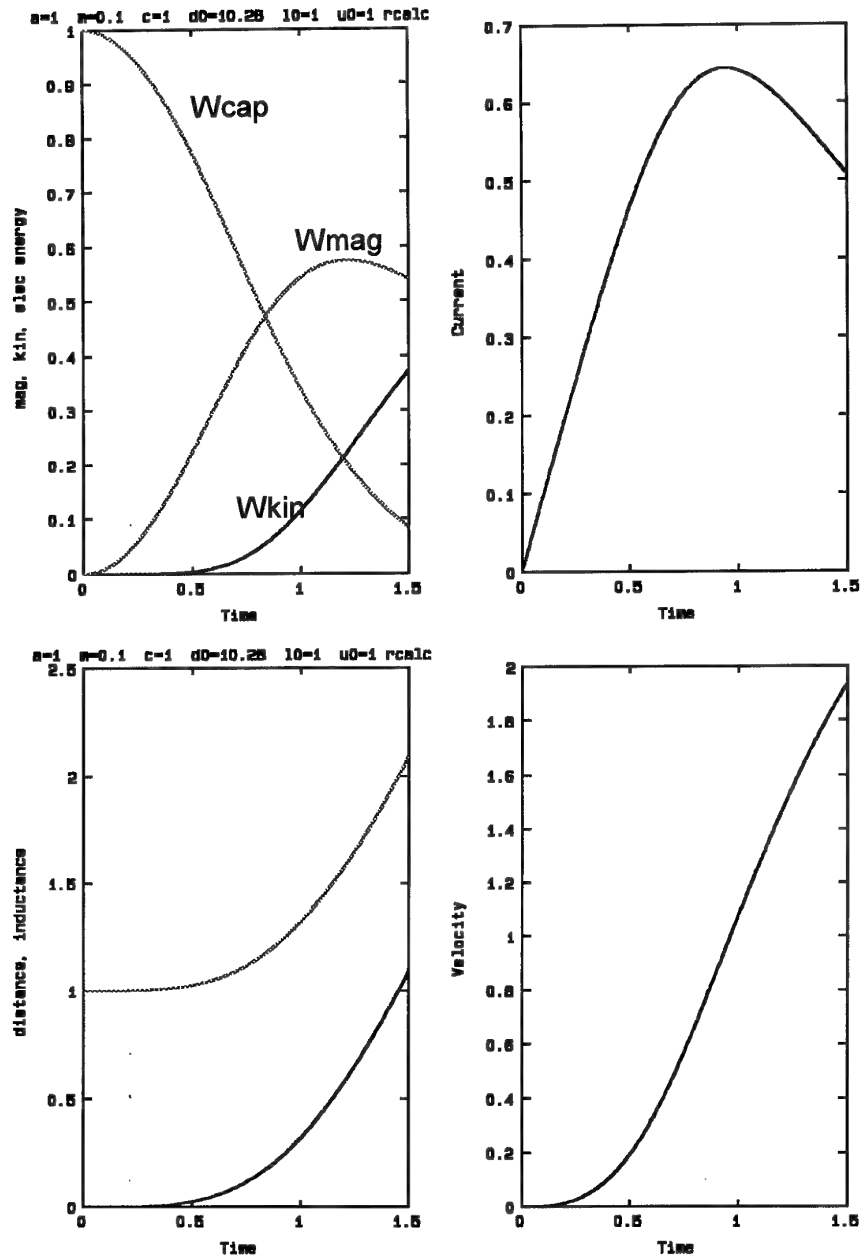 a=1 m=0.1 c=1 d0=10.28 l0=1 u0=1 rcalc
1
0.9
0.8
0.7
0.6
0.5
0.4
0.3
0.2
0.1
0
mag, kin, elec energy
Wcap
Wmag
Wkin
0 0.5 1 1.5
Time
0.7
0.6
0.5
0.4
0.3
0.2
0.1
0
Current
0 0.5 1 1.5
Time
a=1 m=0.1 c=1 d0=10.28 l0=1 u0=1 rcalc
2.5
2
1.5
1
0.5
0
distance, inductance
0 0.5 1 1.5
Time
2
1.8
1.6
1.4
1.2
1
0.8
0.6
0.4
0.2
0
Velocity
0 0.5 1 1.5
Time